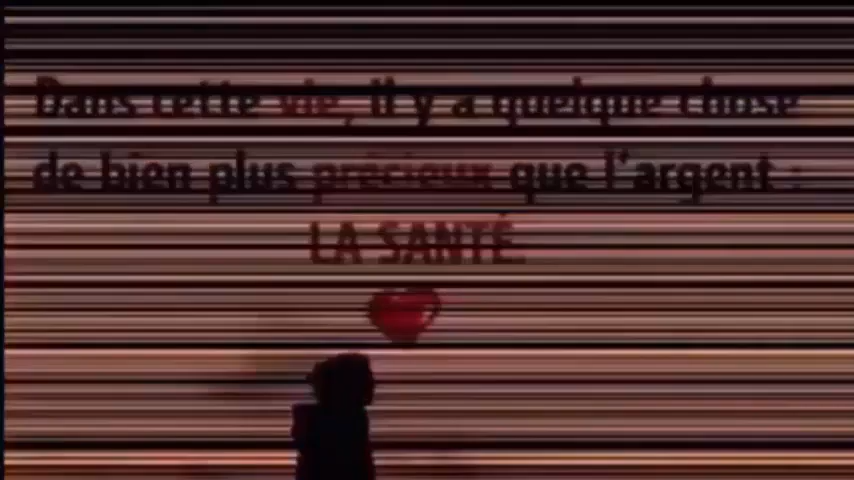 Dans cette vie, il y a quelque chose
de bien plus précieux que l'argent :
LA SANTÉ.